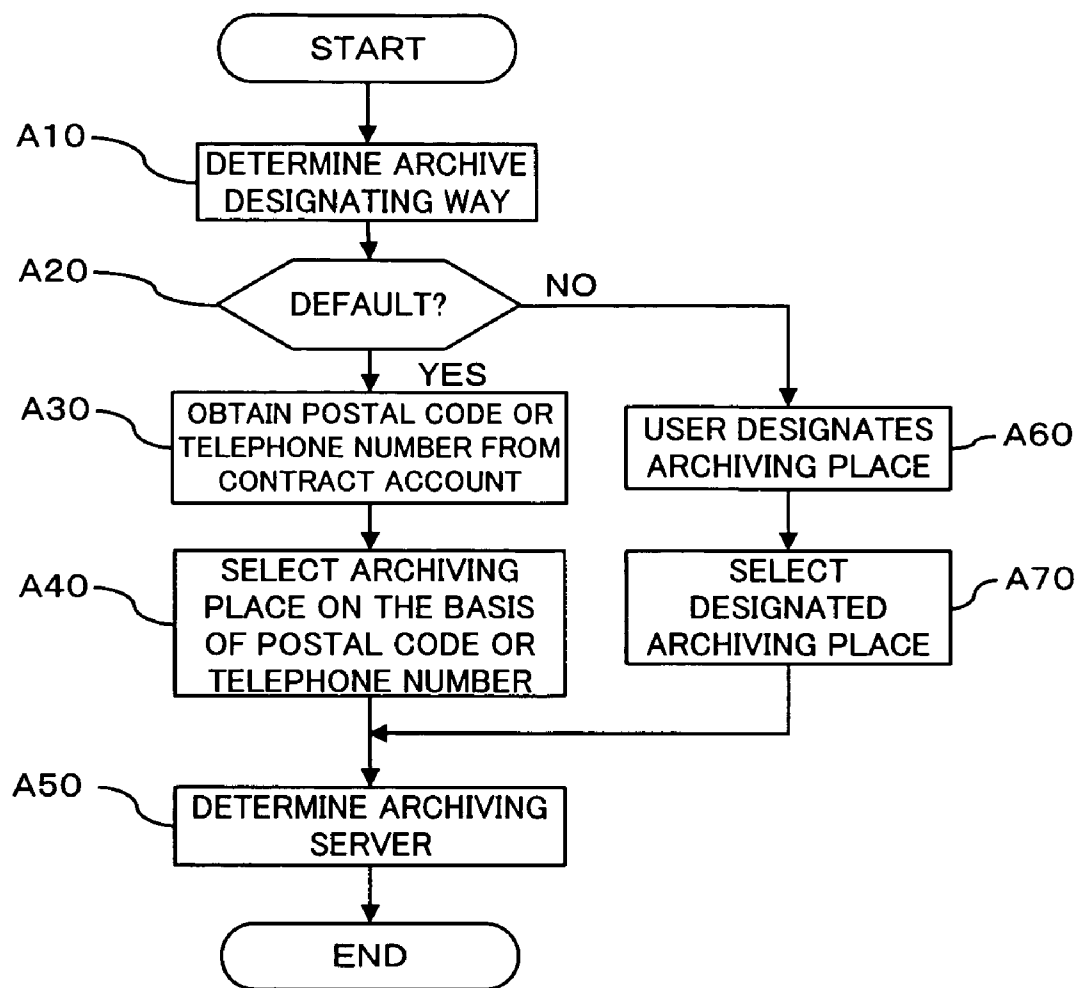 START
A10
DETERMINE ARCHIVE
DESIGNATING WAY
A20
DEFAULT?
NO
YES
A30
OBTAIN POSTAL CODE OR
TELEPHONE NUMBER FROM
CONTRACT ACCOUNT
USER DESIGNATES
ARCHIVING PLACE
A60
A40
SELECT ARCHIVING
PLACE ON THE BASIS
OF POSTAL CODE OR
TELEPHONE NUMBER
SELECT
DESIGNATED
ARCHIVING PLACE
A70
A50
DETERMINE ARCHIVING
SERVER
END